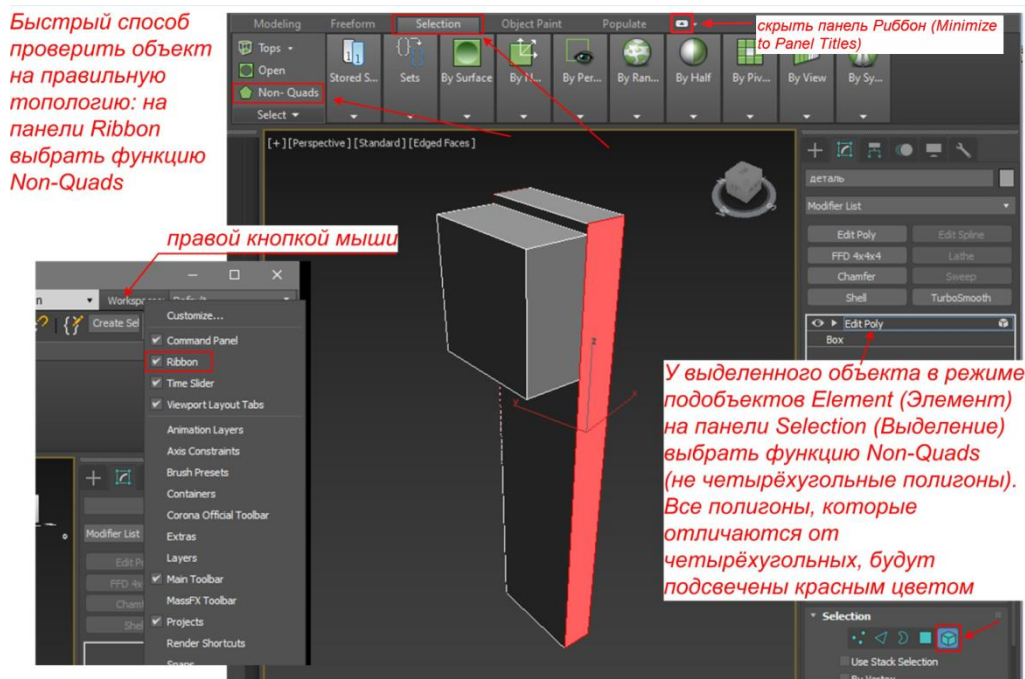 Быстрый способ
проверить объект
на правильную
топологию: на
панели Ribbon
выбрать функцию
Non-Quads
Modeling Freeform Selection Object Paint Populate
скрыть панель Риббон (Minimize
to Panel Titles)
Tops
Open
Non- Quads
Select
Stored S... Sets By Surface By N... By Per... By Ran... By Half By Piv... By View By Sy...
[+] [Perspective ] [Standard ] [Edged Faces ]
z
x
деталь
Modifier List
Edit Poly Edit Spline
FFD 4x4x4 Lathe
Chamfer Sweep
Shell TurboSmooth
Edit Poly
Box
правой кнопкой мыши
Create Sel
Customize...
Command Panel
Ribbon
Time Slider
Viewport Layout Tabs
Animation Layers
Axis Constraints
Brush Presets
Containers
Corona Official Toolbar
Extras
Layers
Main Toolbar
MassFX Toolbar
Projects
Render Shortcuts
Modifier List
У выделенного объекта в режиме
подобъектов Element (Элемент)
на панели Selection (Выделение)
выбрать функцию Non-Quads
(не четырёхугольные полигоны).
Все полигоны, которые
отличаются от
четырёхугольных, будут
подсвечены красным цветом
Selection
Use Stack Selection